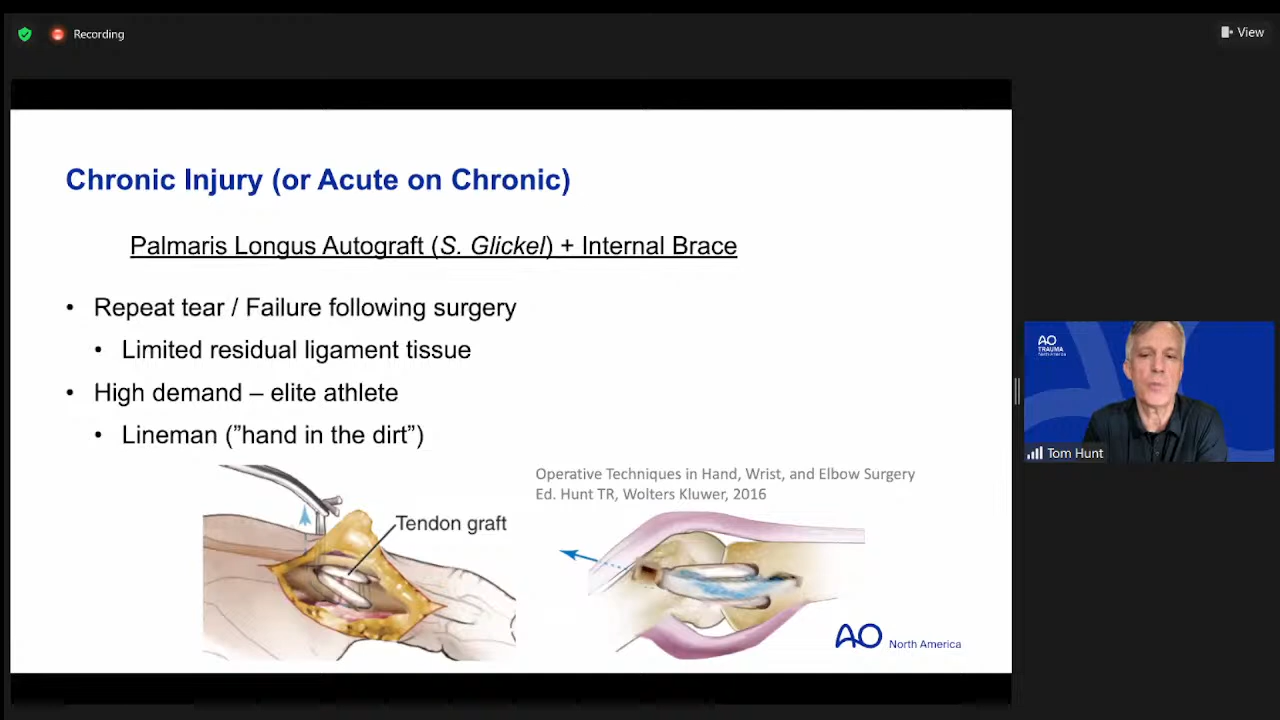 Recording
View
Chronic Injury (or Acute on Chronic)
Palmaris Longus Autograft (S. Glickel) + Internal Brace
• Repeat tear / Failure following surgery
• Limited residual ligament tissue
• High demand – elite athlete
• Lineman (”hand in the dirt”)
Operative Techniques in Hand, Wrist, and Elbow Surgery
Ed. Hunt TR, Wolters Kluwer, 2016
Tendon graft
AO North America
AO
TRAUMA
North America
Tom Hunt